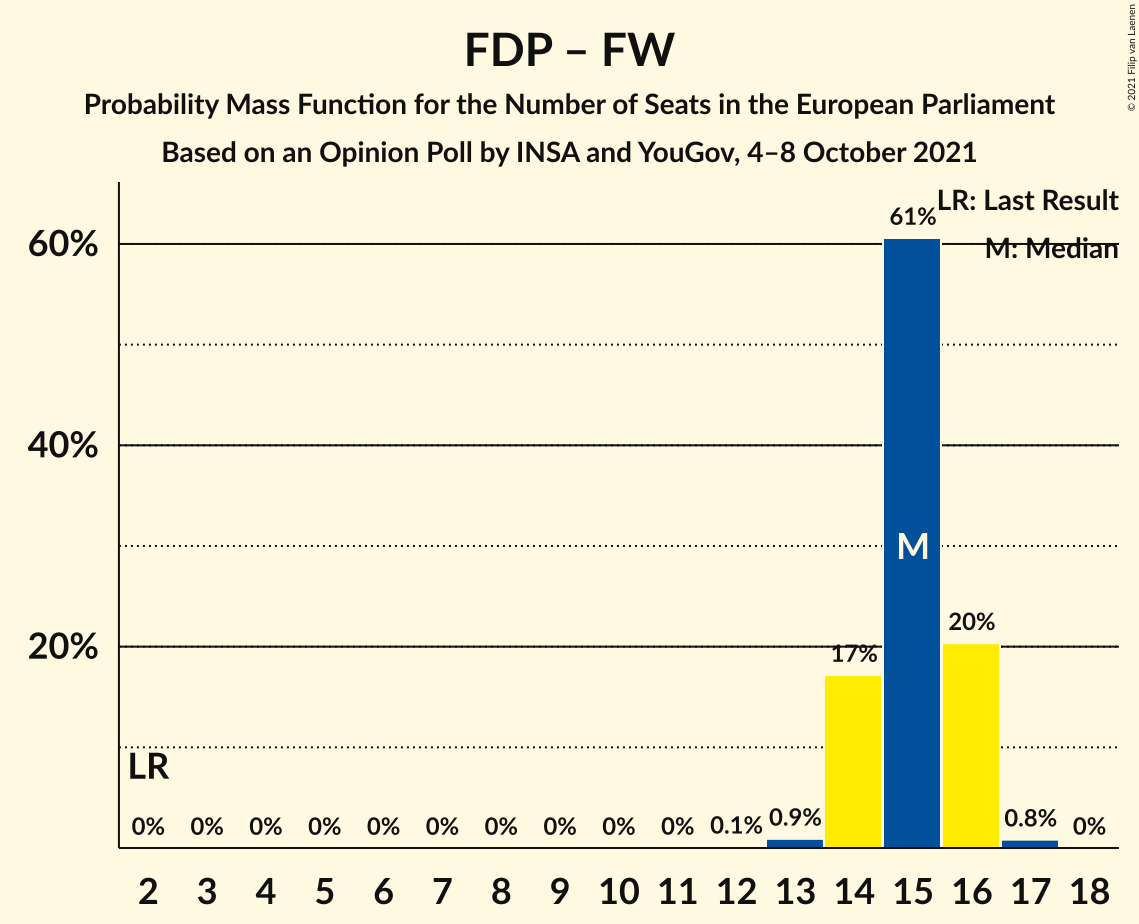 FDP – FW
Probability Mass Function for the Number of Seats in the European Parliament
Based on an Opinion Poll by INSA and YouGov, 4–8 October 2021
© 2021 Filip van Laenen
LR: Last Result
M: Median
60%
40%
20%
61%
M
20%
17%
LR
0% 0% 0% 0% 0% 0% 0% 0% 0% 0% 0.1% 0.9% 0.8% 0%
2 3 4 5 6 7 8 9 10 11 12 13 14 15 16 17 18